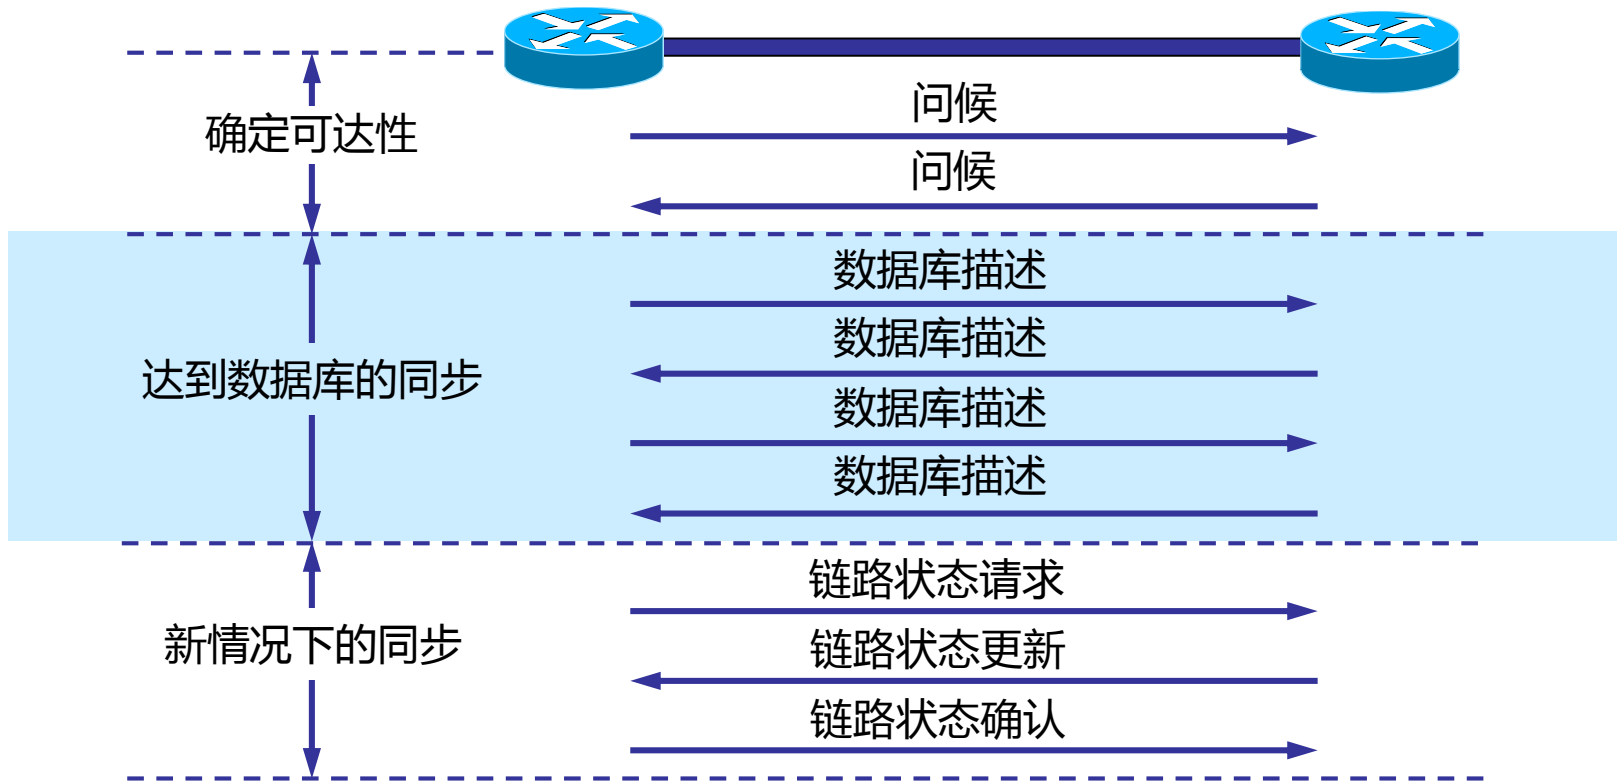 问候
确定可达性
问候
数据库描述
数据库描述
达到数据库的同步
数据库描述
数据库描述
链路状态请求
新情况下的同步
链路状态更新
链路状态确认